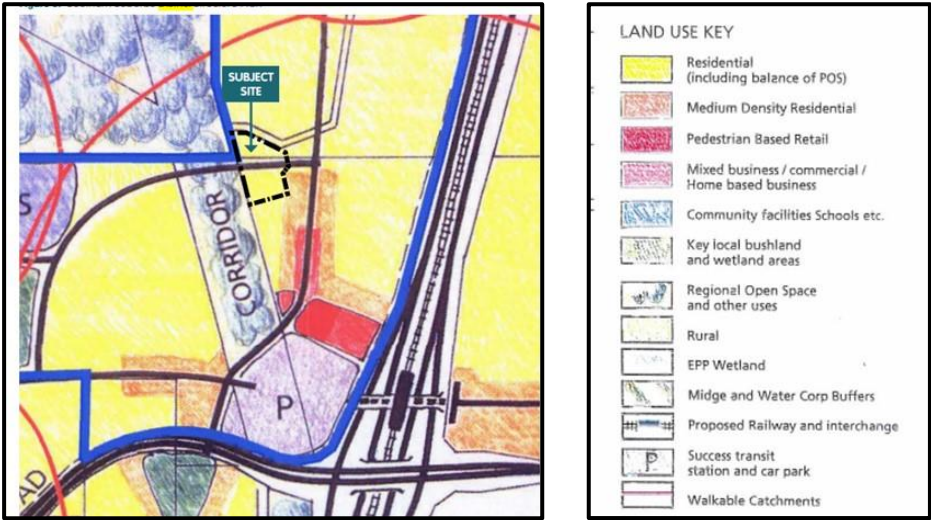 SUBJECT
SITE
S
CORRIDOR
P
AD
LAND USE KEY
Residential
(including balance of POS)
Medium Density Residential
Pedestrian Based Retail
Mixed business / commercial /
Home based business
Community facilities Schools etc.
Key local bushland
and wetland areas
Regional Open Space
and other uses
Rural
EPP Wetland
Midge and Water Corp Buffers
Proposed Railway and interchange
P
Success transit
station and car park
Walkable Catchments